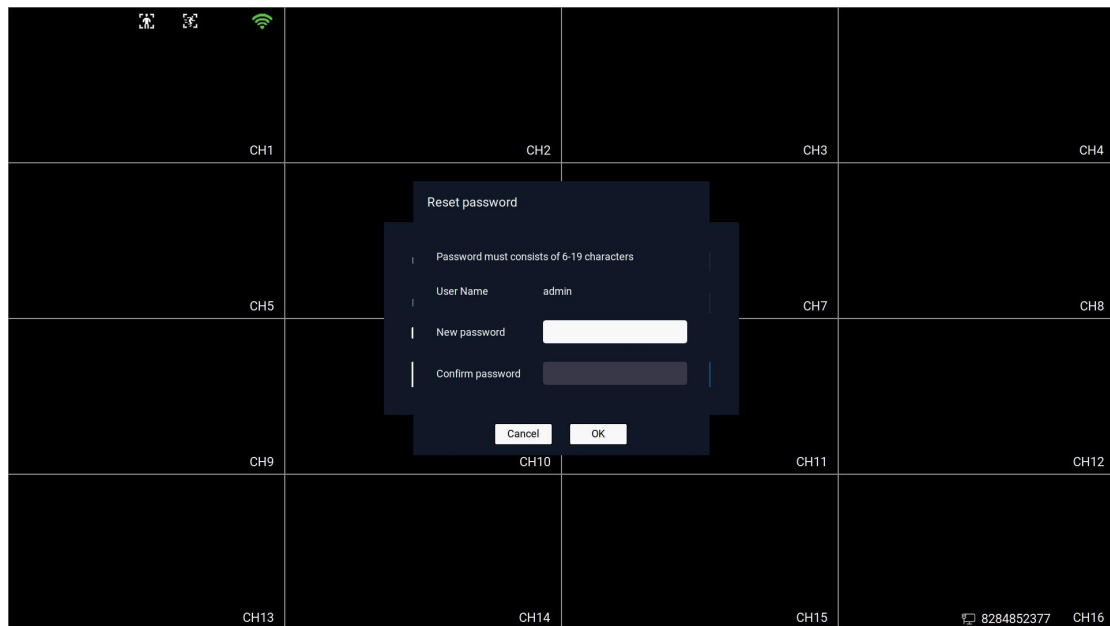 CH1
CH2
CH3
CH4
Reset password
Password must consists of 6-19 characters
User Name admin
New password
Confirm password
Cancel OK
CH5
CH7
CH8
CH9
CH10
CH11
CH12
CH13
CH14
CH15
8284852377 CH16